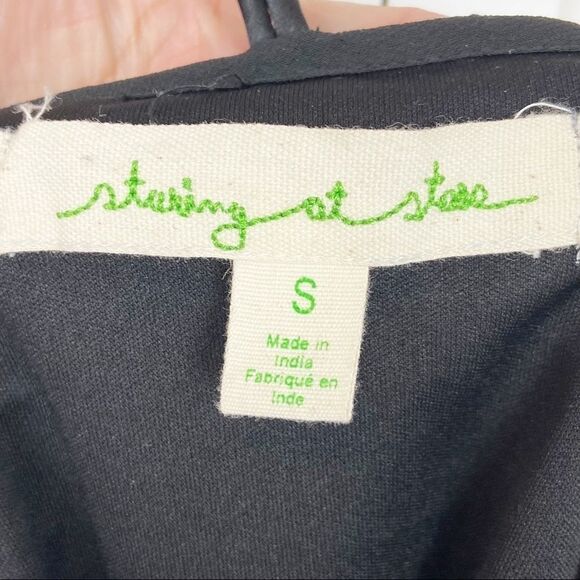 staring at stars
S
Made in
India
Fabriqué en
Inde